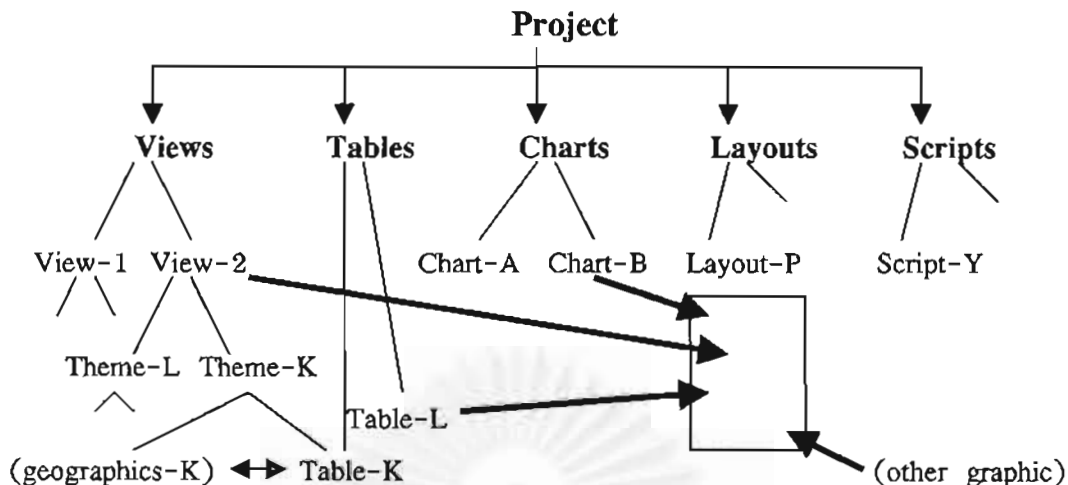 Project
Views Tables Charts Layouts Scripts
View-1 View-2 Chart-A Chart-B Layout-P Script-Y
Theme-L Theme-K
Table-L
(geographics-K) Table-K (other graphic)